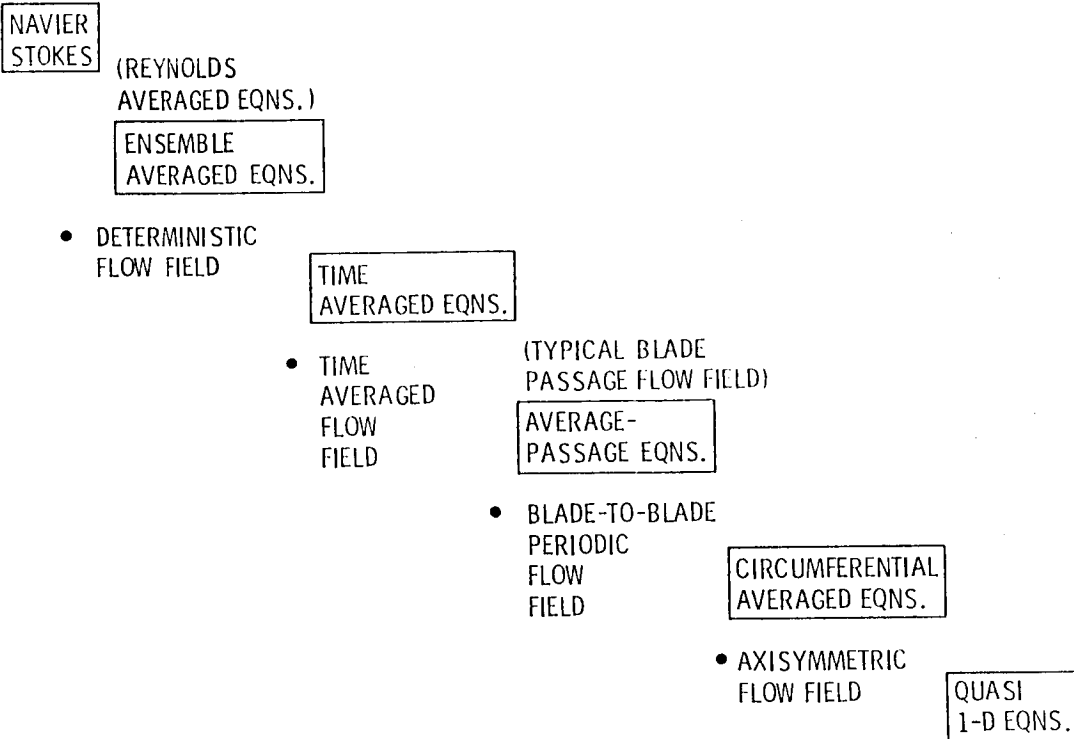 NAVIER
STOKES
(REYNOLDS
AVERAGED EQNS.)
ENSEMBLE
AVERAGED EQNS.
• DETERMINISTIC
FLOW FIELD
TIME
AVERAGED EQNS.
• TIME
AVERAGED
FLOW
FIELD
(TYPICAL BLADE
PASSAGE FLOW FIELD)
AVERAGE-
PASSAGE EQNS.
• BLADE-TO-BLADE
PERIODIC
FLOW
FIELD
CIRCUMFERENTIAL
AVERAGED EQNS.
• AXISYMMETRIC
FLOW FIELD
QUASI
1-D EQNS.